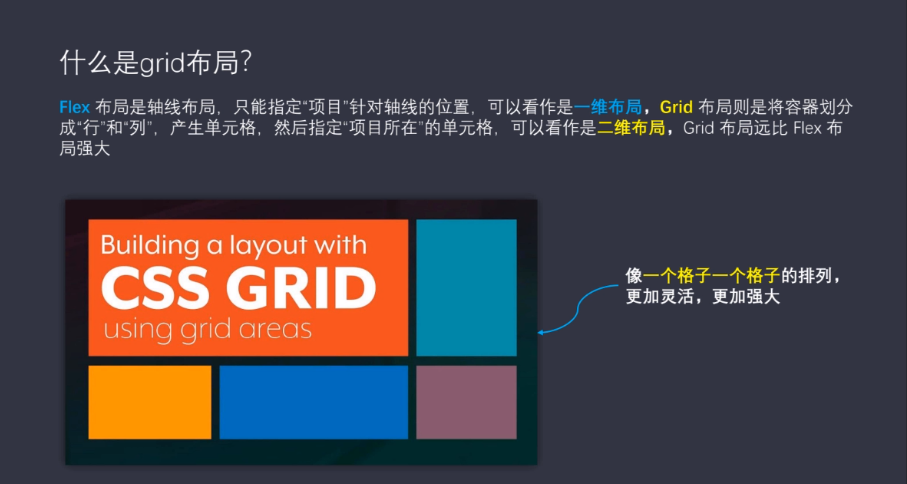 什么是grid布局？
Flex 布局是轴线布局，只能指定“项目”针对轴线的位置，可以看作是一维布局，Grid 布局则是将容器划分
成“行”和“列”，产生单元格，然后指定“项目所在”的单元格，可以看作是二维布局，Grid 布局远比 Flex 布
局强大
Building a layout with
CSS GRID
using grid areas
像一个格子一个格子的排列，
更加灵活，更加强大